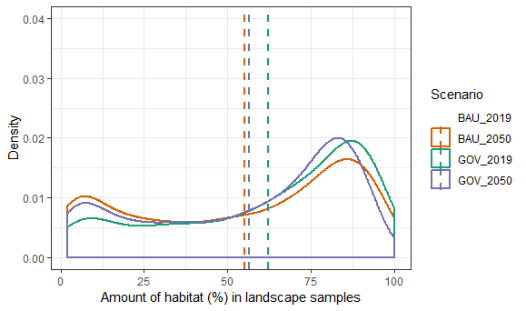 0.04
0.03
0.02
0.01
0.00
Density
0
25
50
75
100
Amount of habitat (%) in landscape samples
Scenario
BAU_2019
BAU_2050
GOV_2019
GOV_2050